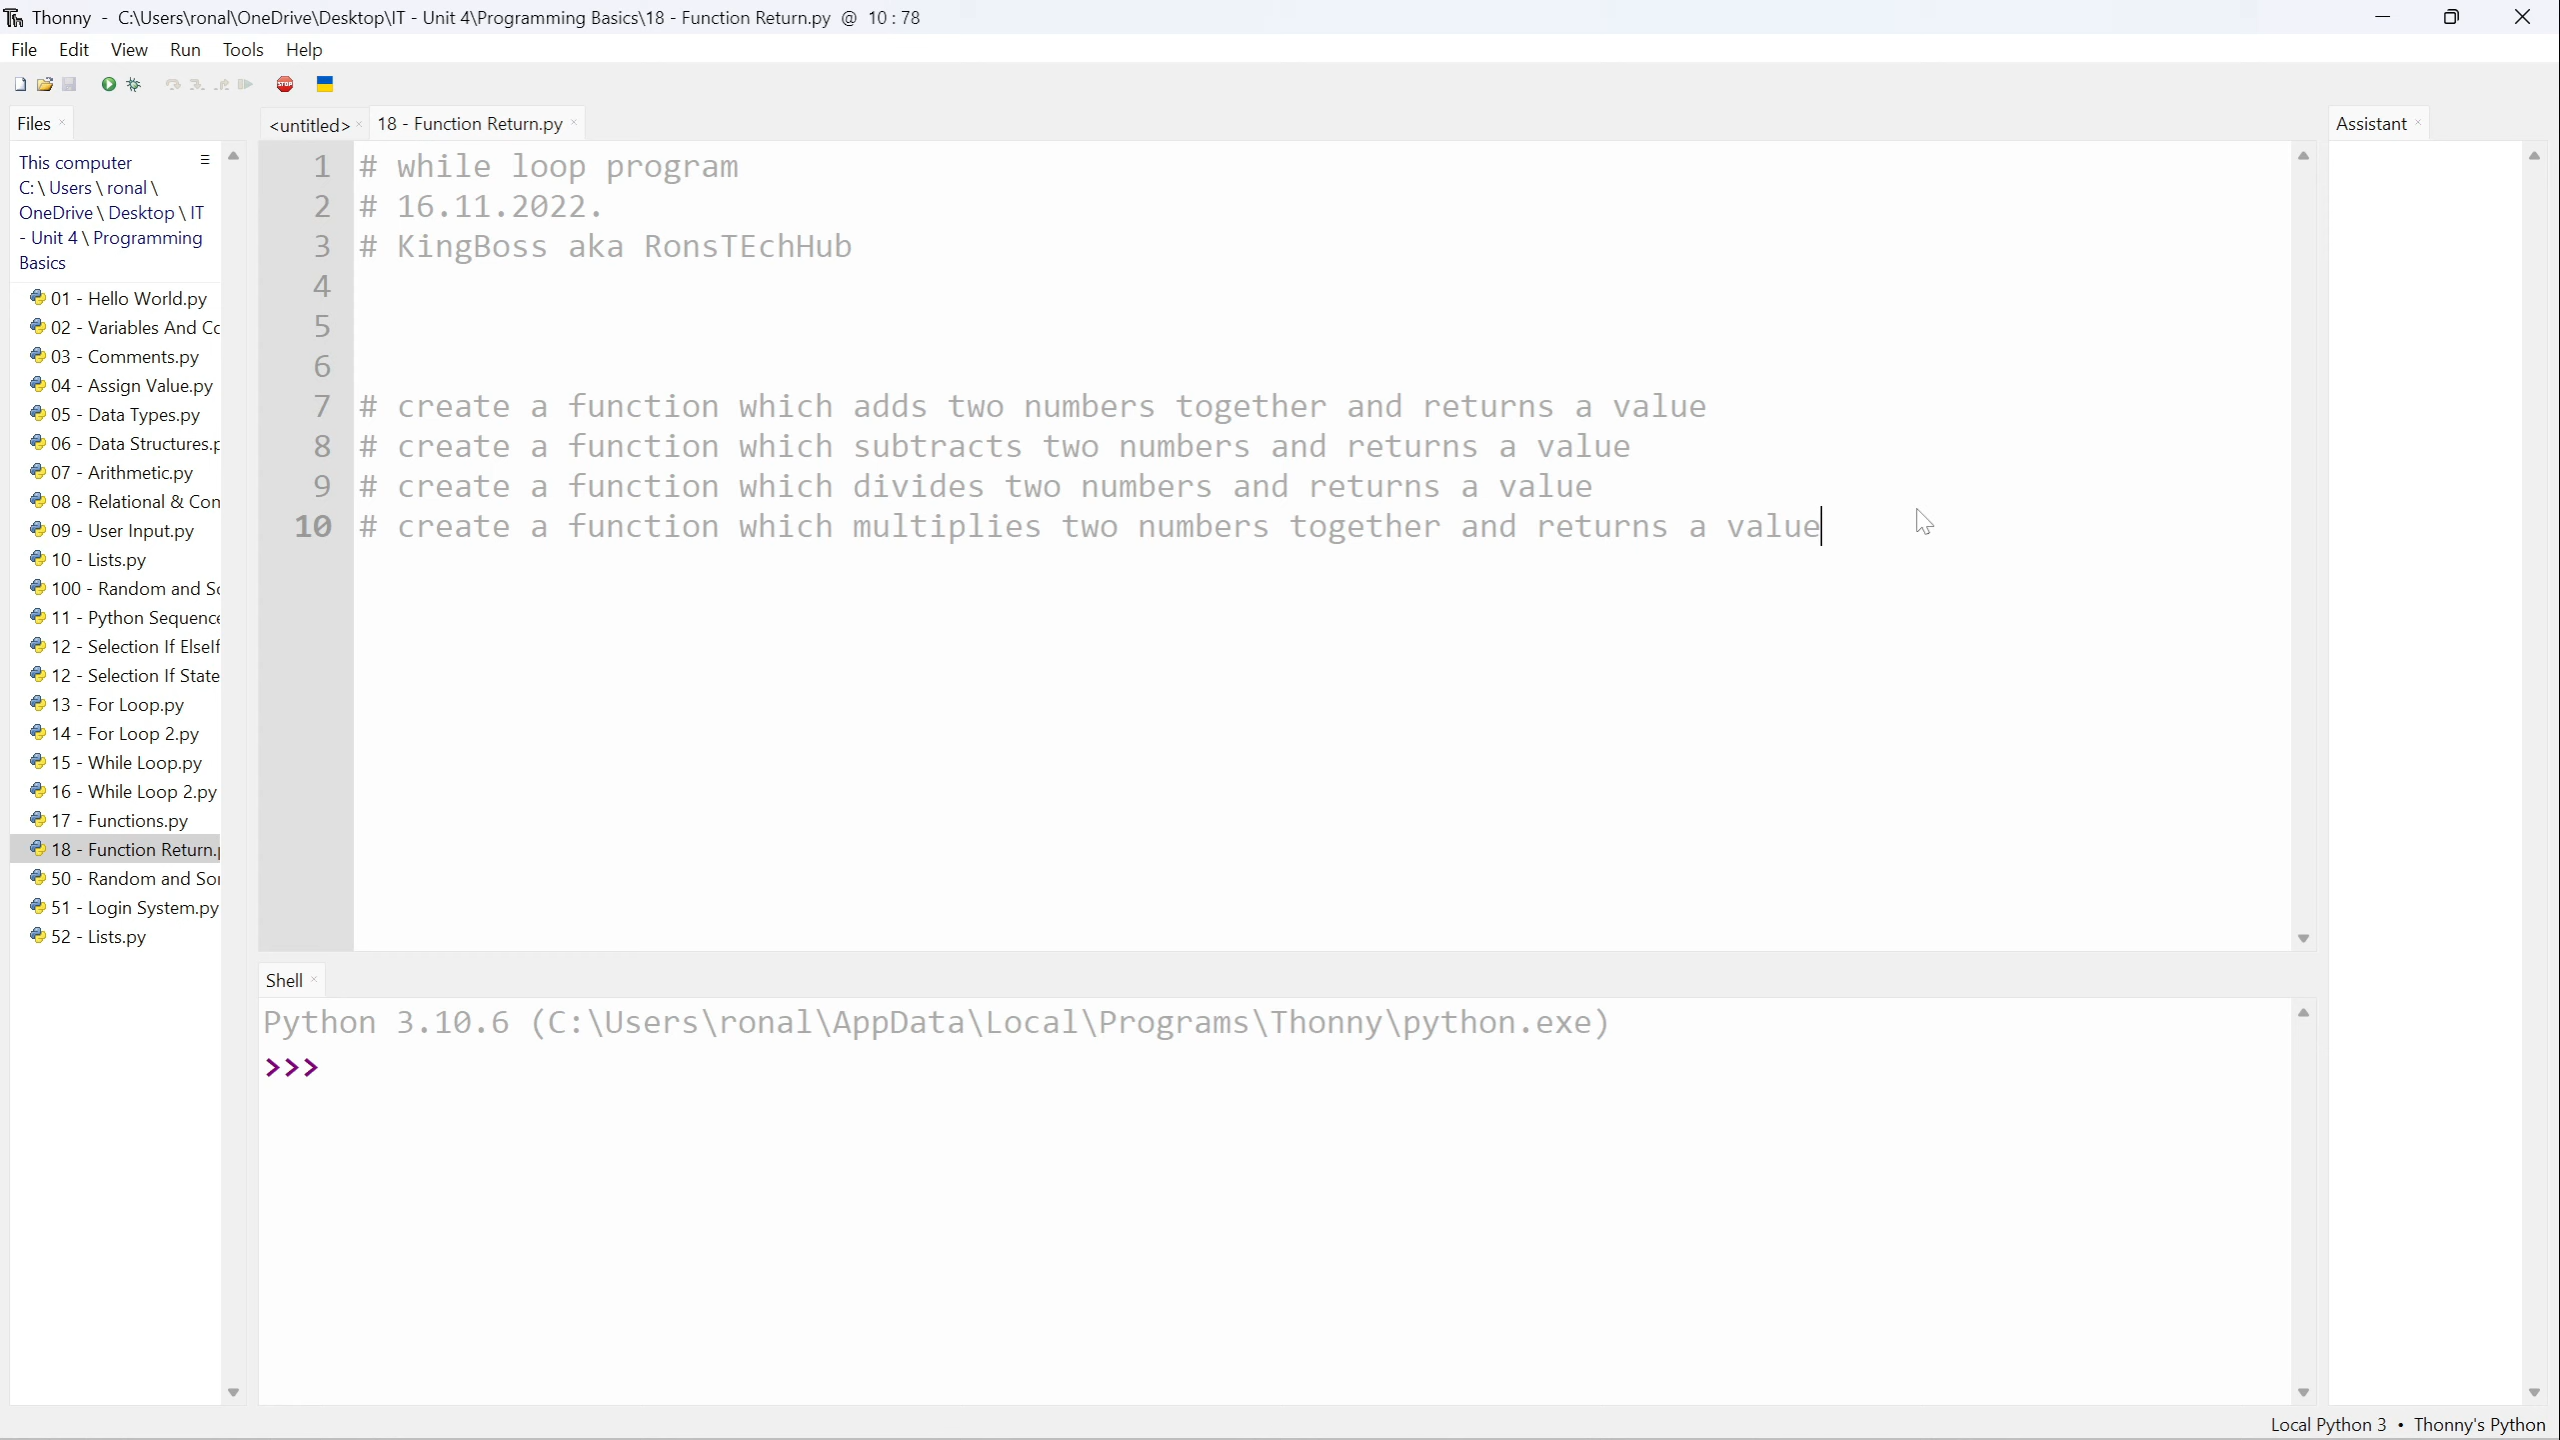 Thonny - C:\Users\ronal\OneDrive\Desktop\IT - Unit 4\Programming Basics\18 - Function Return.py @ 10 : 78
File Edit View Run Tools Help
STOP
Files
<untitled>
18 - Function Return.py
Assistant
This computer
C: \ Users \ ronal \
OneDrive \ Desktop \ IT
- Unit 4 \ Programming
Basics
01 - Hello World.py
02 - Variables And Co
03 - Comments.py
04 - Assign Value.py
05 - Data Types.py
06 - Data Structures.p
07 - Arithmetic.py
08 - Relational & Con
09 - User Input.py
10 - Lists.py
100 - Random and So
11 - Python Sequence
12 - Selection If ElseIf
12 - Selection If State
13 - For Loop.py
14 - For Loop 2.py
15 - While Loop.py
16 - While Loop 2.py
17 - Functions.py
18 - Function Return.p
50 - Random and Sor
51 - Login System.py
52 - Lists.py
1 # while loop program
2 # 16.11.2022.
3 # KingBoss aka RonsTEchHub
4
5
6
7 # create a function which adds two numbers together and returns a value
8 # create a function which subtracts two numbers and returns a value
9 # create a function which divides two numbers and returns a value
10 # create a function which multiplies two numbers together and returns a value
Shell
Python 3.10.6 (C:\Users\ronal\AppData\Local\Programs\Thonny\python.exe)
>>>
Local Python 3 • Thonny's Python